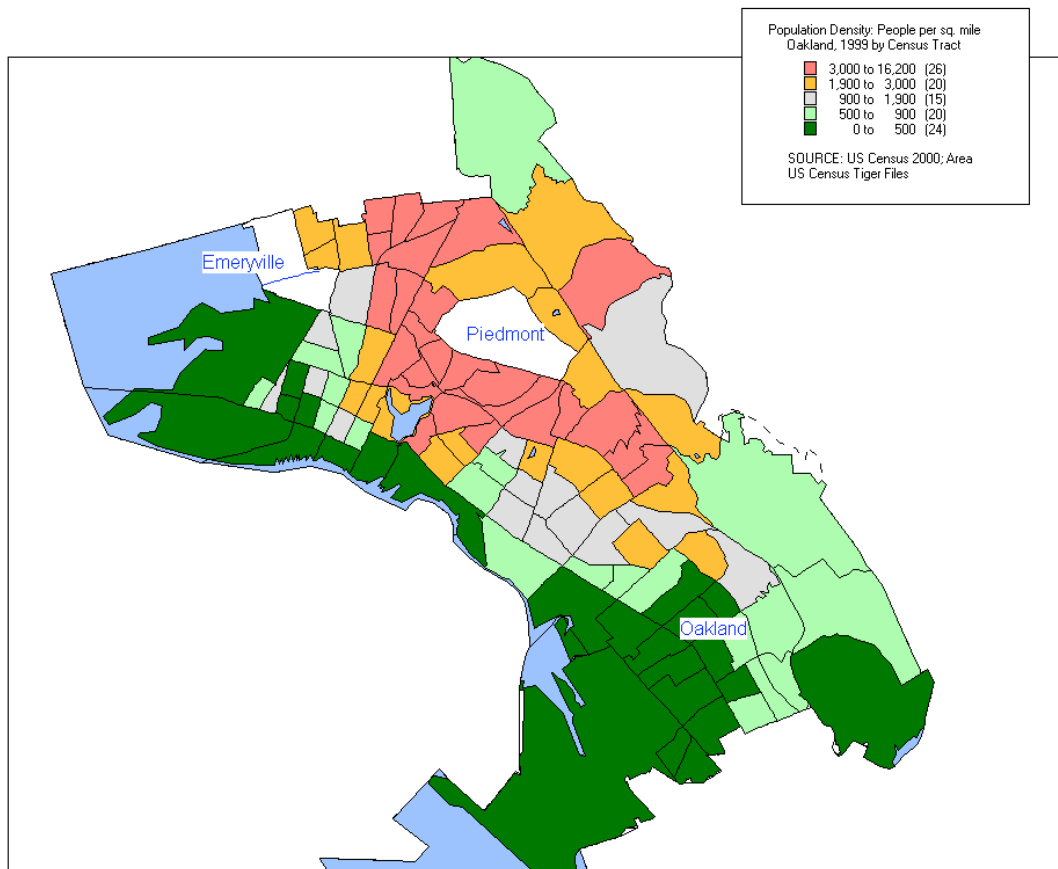 Population Density: People per sq. mile
Oakland, 1999 by Census Tract
3,000 to 16,200 (26)
1,900 to 3,000 (20)
900 to 1,900 (15)
500 to 900 (20)
0 to 500 (24)
SOURCE: US Census 2000; Area
US Census Tiger Files
Emeryville
Piedmont
Oakland